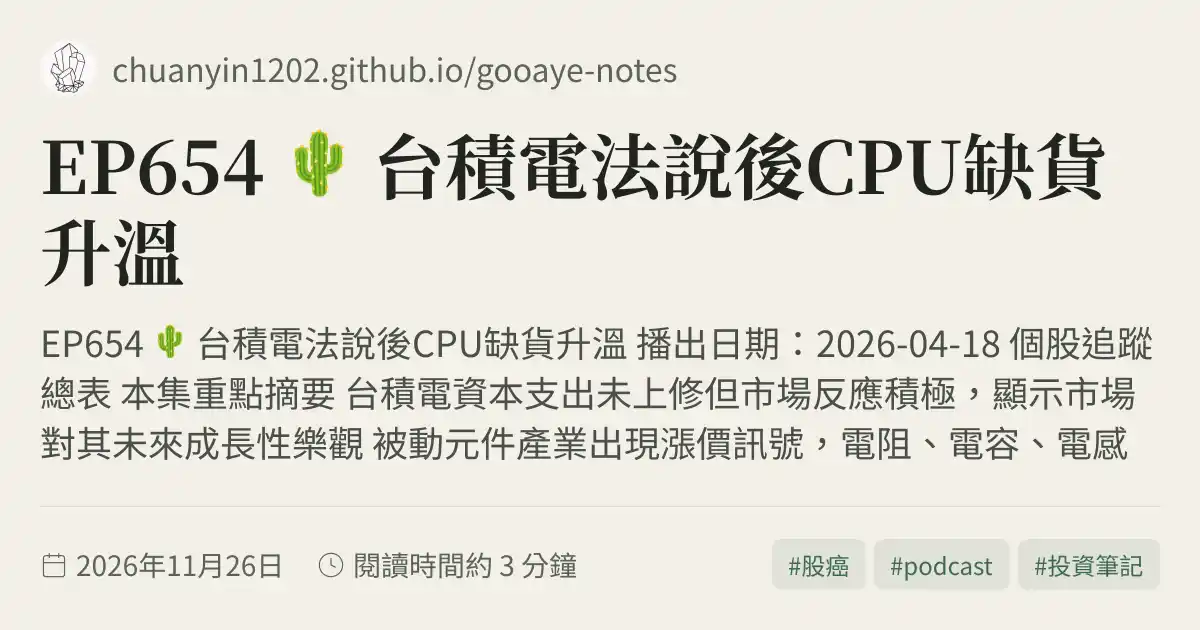 chuanyin1202.github.io/gooaye-notes
EP654 🌵 台積電法說後CPU缺貨
升溫
EP654 🌵 台積電法說後CPU缺貨升溫 播出日期：2026-04-18 個股追蹤
總表 本集重點摘要 台積電資本支出未上修但市場反應積極，顯示市場
對其未來成長性樂觀 被動元件產業出現漲價訊號，電阻、電容、電感
2026年11月26日 閱讀時間約 3 分鐘 #股癌 #podcast #投資筆記